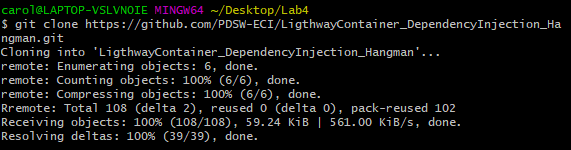 carol@LAPTOP-VSLVNOIE MINGW64 ~/Desktop/Lab4
$ git clone https://github.com/PDSW-ECI/LigthwayContainer_DependencyInjection_Ha
ngman.git
Cloning into 'LigthwayContainer_DependencyInjection_Hangman'...
remote: Enumerating objects: 6, done.
remote: Counting objects: 100% (6/6), done.
remote: Compressing objects: 100% (6/6), done.
Rremote: Total 108 (delta 2), reused 0 (delta 0), pack-reused 102
Receiving objects: 100% (108/108), 59.24 KiB | 561.00 KiB/s, done.
Resolving deltas: 100% (39/39), done.